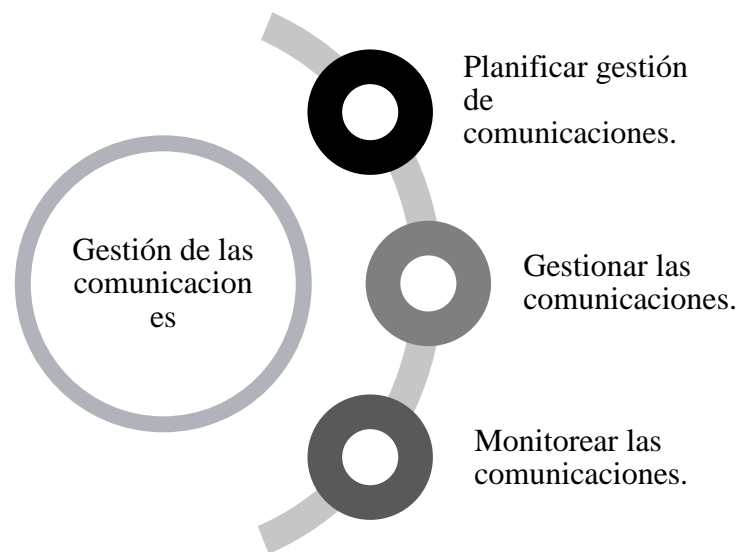 Planificar gestión
de
comunicaciones.
Gestión de las
comunicacion
es
Gestionar las
comunicaciones.
Monitorear las
comunicaciones.